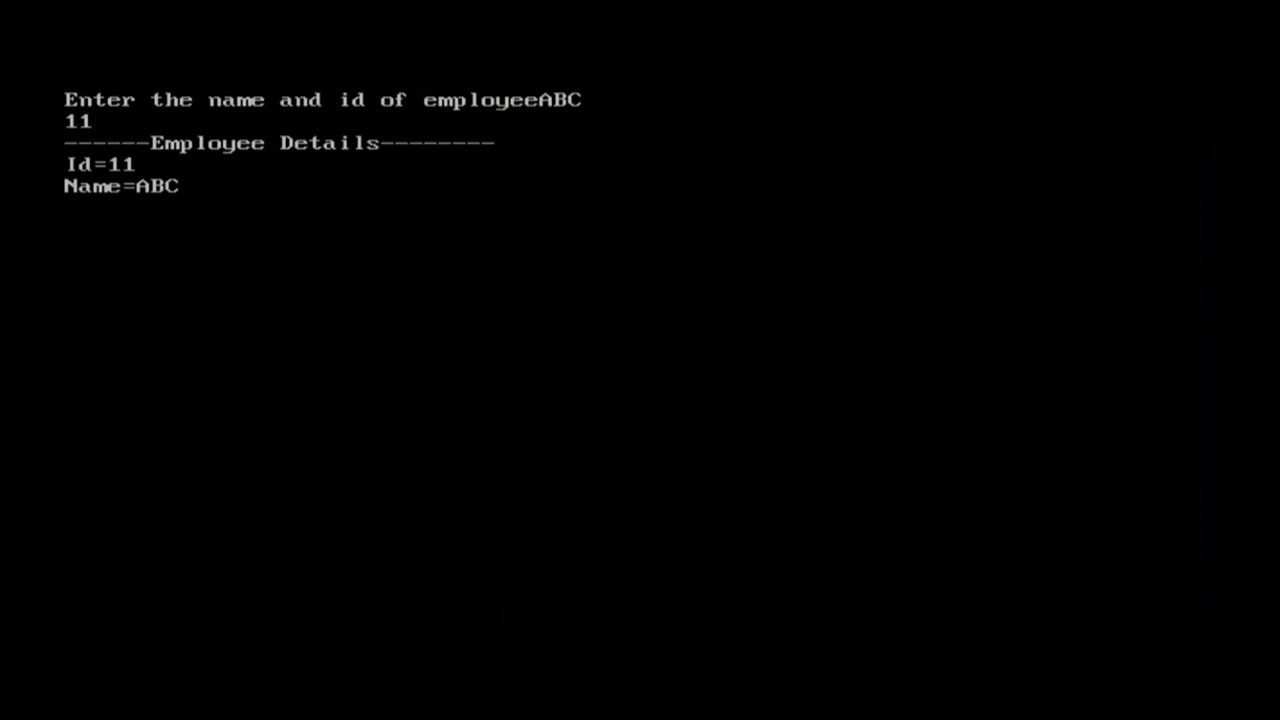 Enter the name and id of employeeABC
11
------Employee Details--------
Id=11
Name=ABC